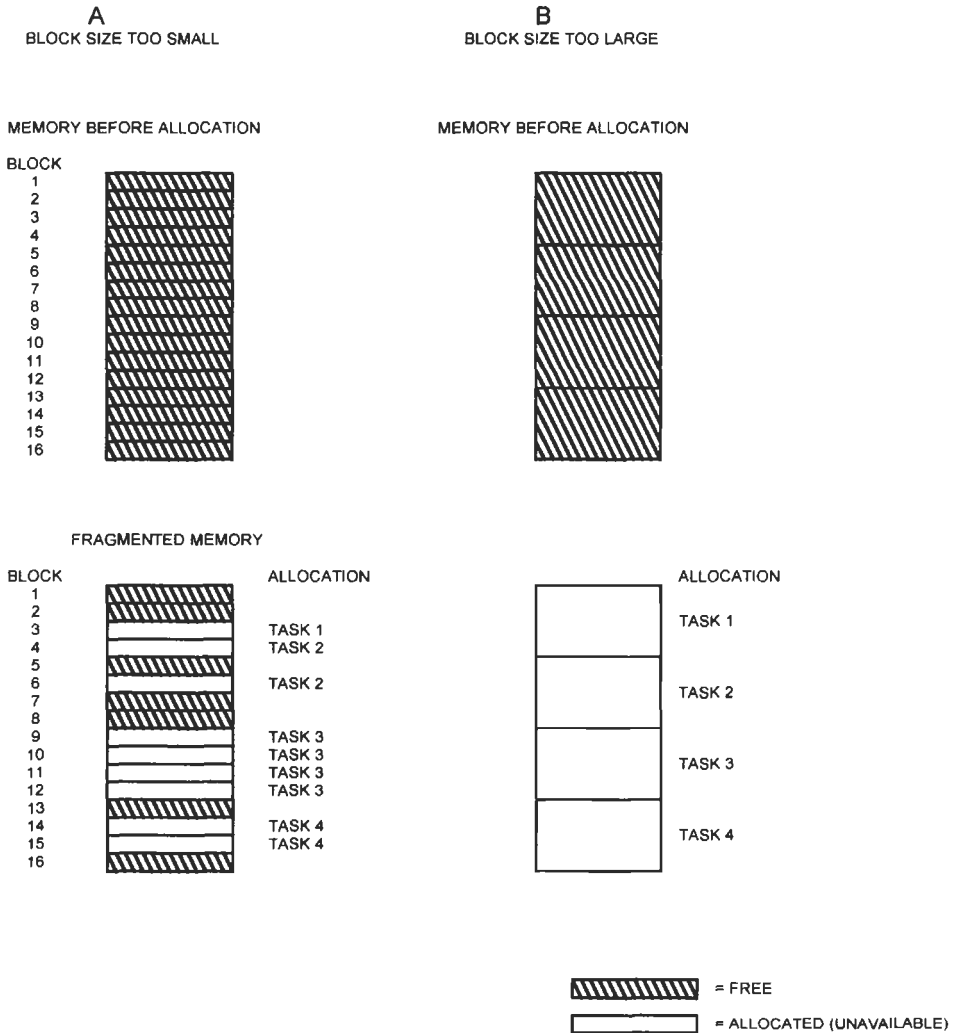 A
BLOCK SIZE TOO SMALL
B
BLOCK SIZE TOO LARGE
MEMORY BEFORE ALLOCATION
MEMORY BEFORE ALLOCATION
BLOCK
1
2
3
4
5
6
7
8
9
10
11
12
13
14
15
16
FRAGMENTED MEMORY
BLOCK
ALLOCATION
1
2
3 TASK 1
4 TASK 2
5
6 TASK 2
7
8
9 TASK 3
10 TASK 3
11 TASK 3
12 TASK 3
13
14 TASK 4
15 TASK 4
16
ALLOCATION
TASK 1
TASK 2
TASK 3
TASK 4
= FREE
= ALLOCATED (UNAVAILABLE)